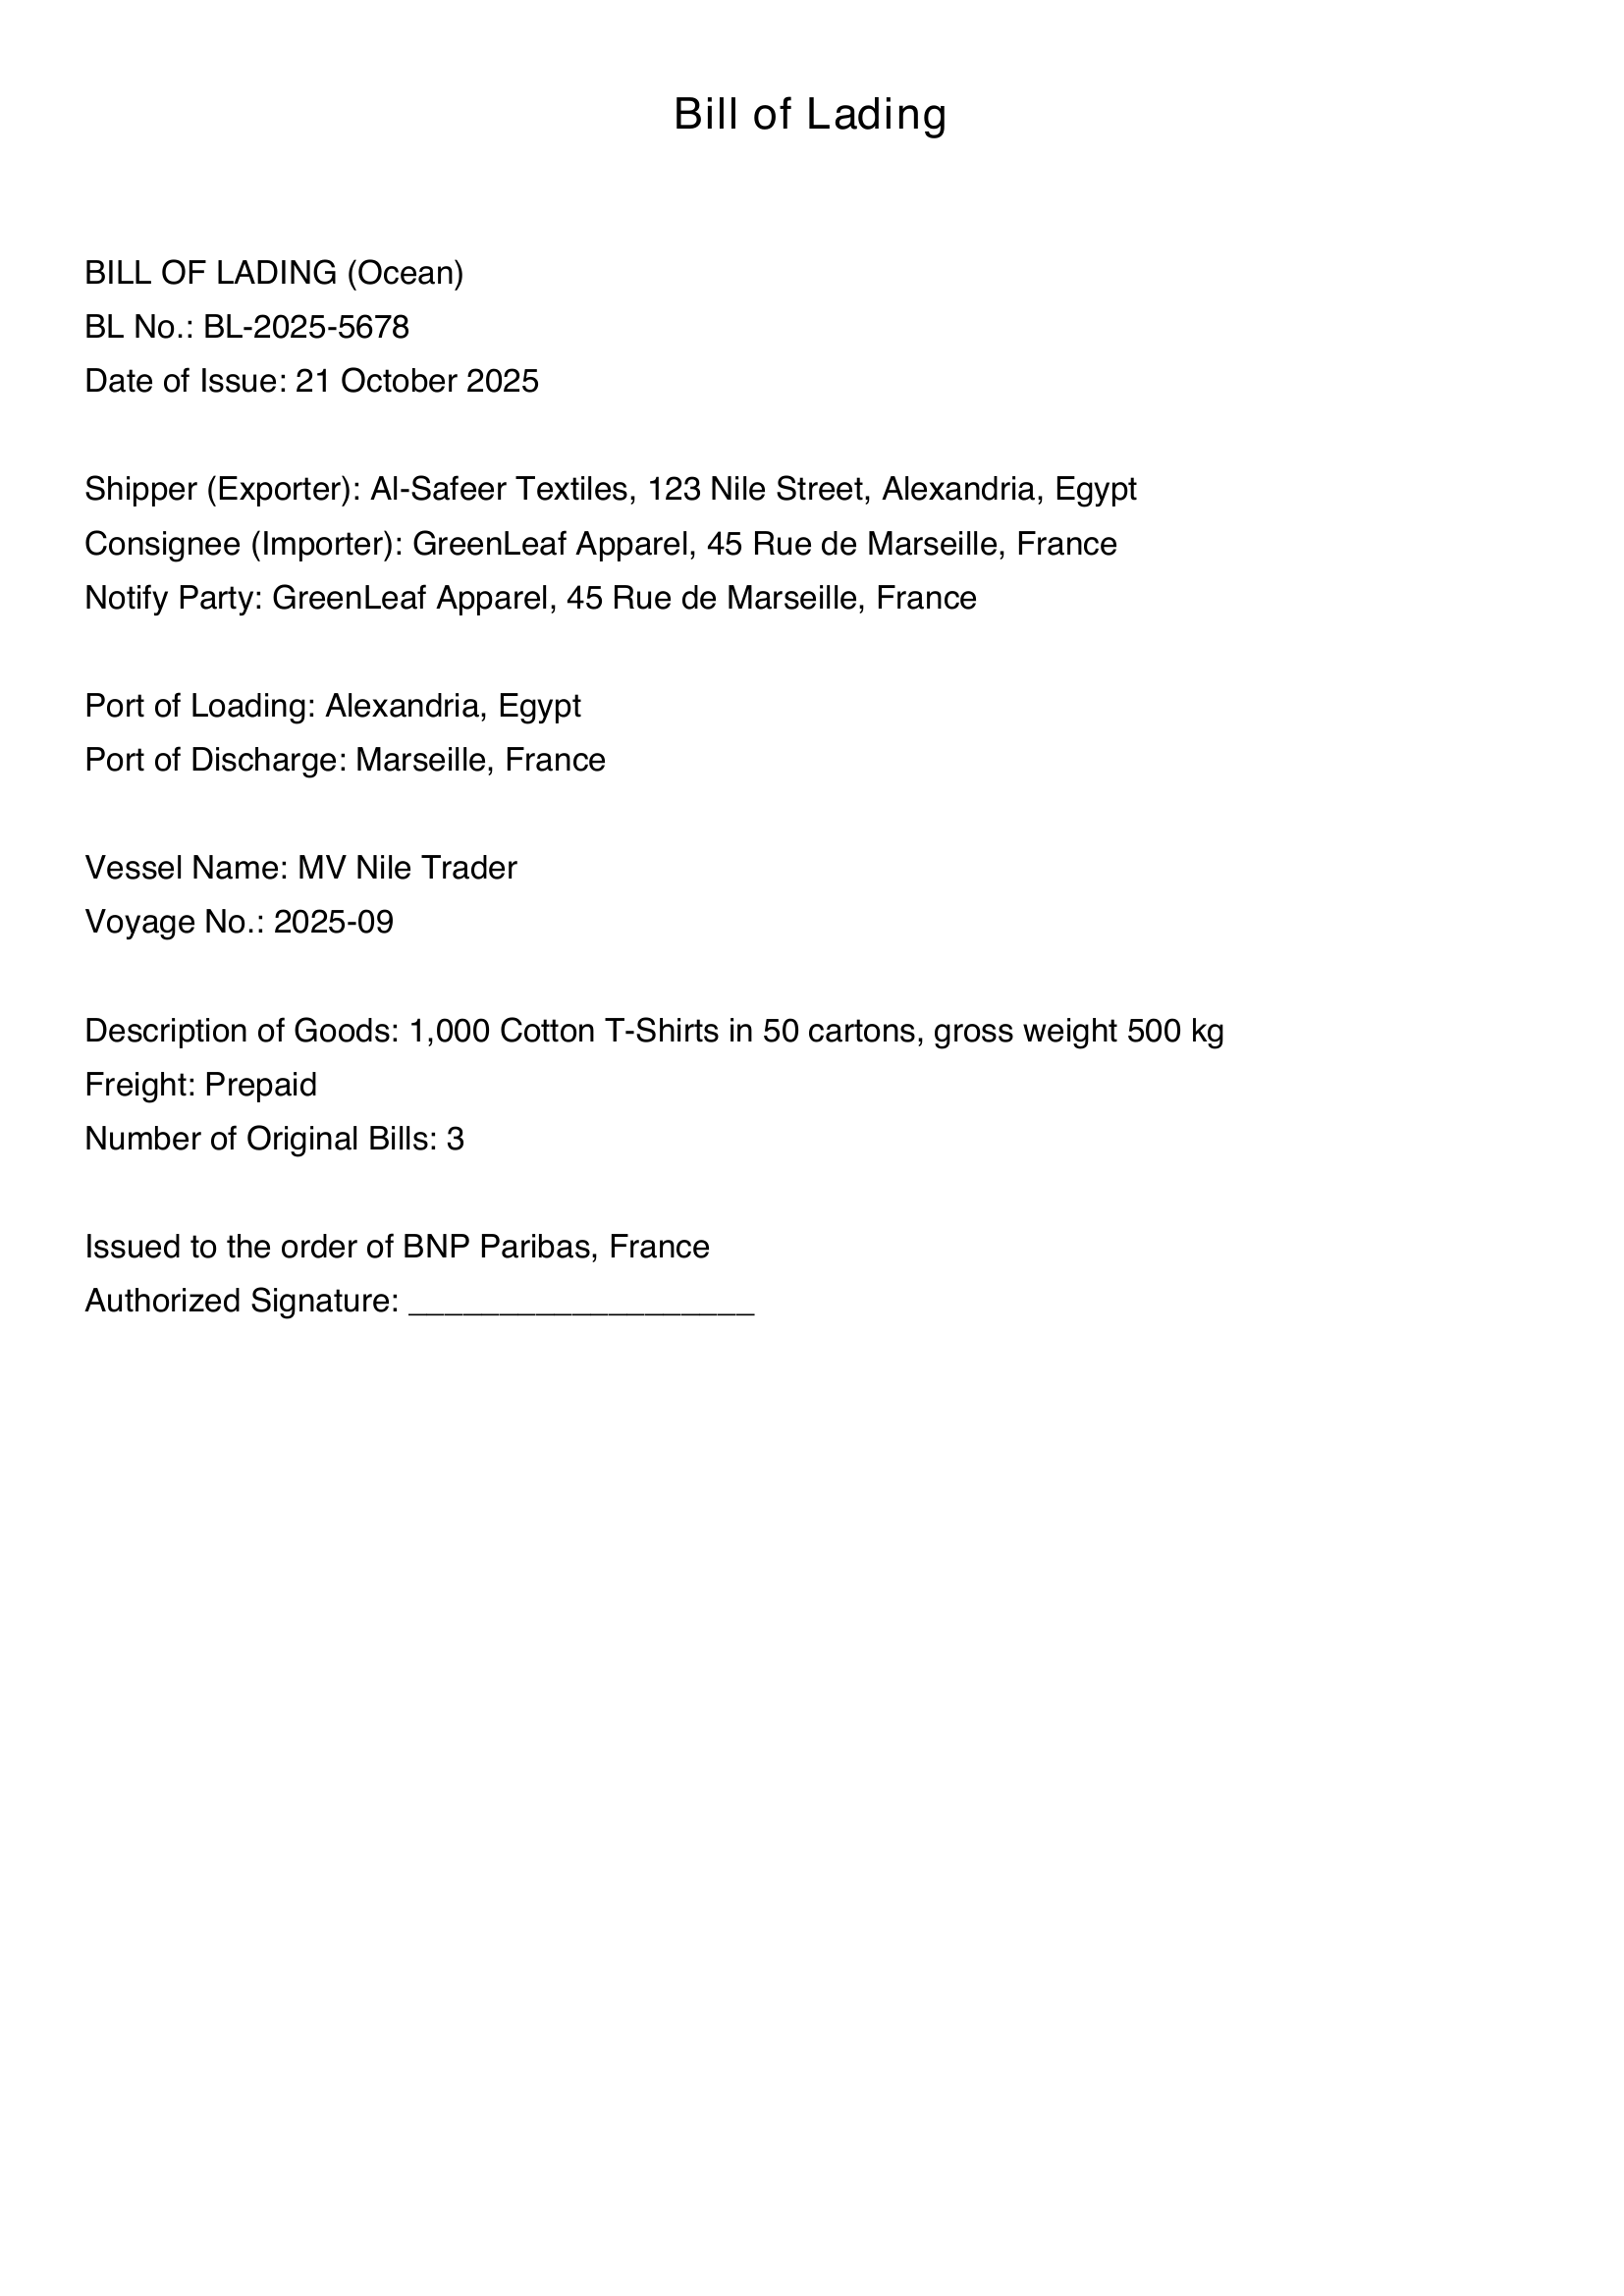 Bill of Lading
BILL OF LADING (Ocean)
BL No.: BL-2025-5678
Date of Issue: 21 October 2025
Shipper (Exporter): Al-Safeer Textiles, 123 Nile Street, Alexandria, Egypt
Consignee (Importer): GreenLeaf Apparel, 45 Rue de Marseille, France
Notify Party: GreenLeaf Apparel, 45 Rue de Marseille, France
Port of Loading: Alexandria, Egypt
Port of Discharge: Marseille, France
Vessel Name: MV Nile Trader
Voyage No.: 2025-09
Description of Goods: 1,000 Cotton T-Shirts in 50 cartons, gross weight 500 kg
Freight: Prepaid
Number of Original Bills: 3
Issued to the order of BNP Paribas, France
Authorized Signature: ___________________